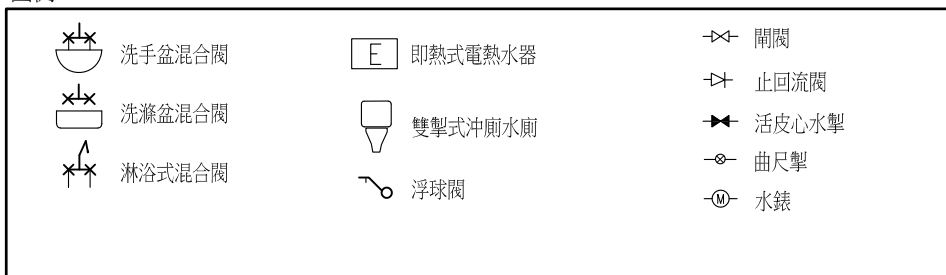 洗手盆混合閥
洗滌盆混合閥
淋浴式混合閥
E 即熱式電熱水器
雙掣式沖廁水廁
浮球閥
閘閥
止回流閥
活皮心水掣
曲尺掣
M 水錶